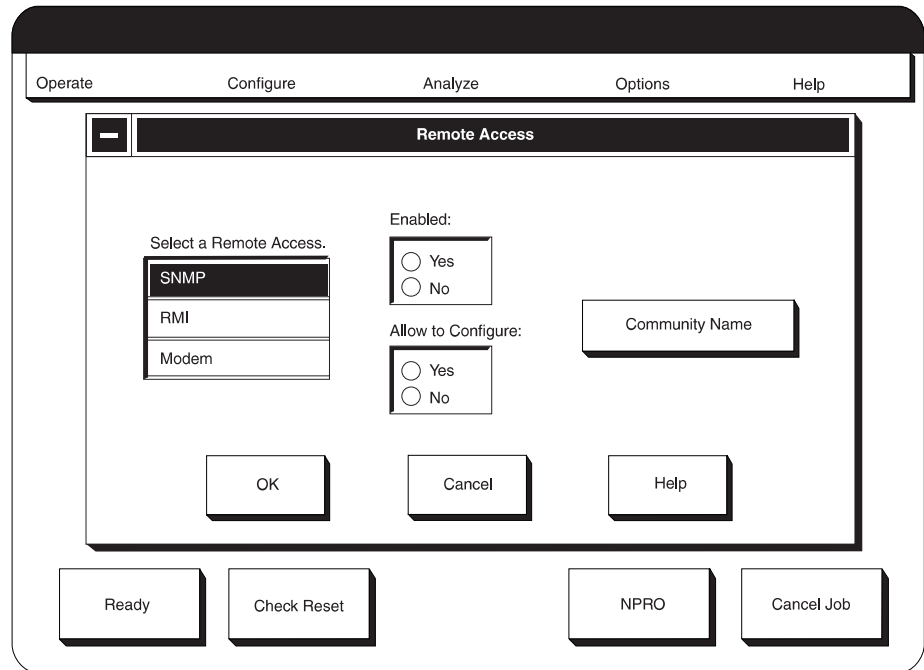 Operate Configure Analyze Options Help
Remote Access
Select a Remote Access.
SNMP
RMI
Modem
Enabled:
Yes
No
Allow to Configure:
Yes
No
Community Name
OK Cancel Help
Ready Check Reset NPRO Cancel Job